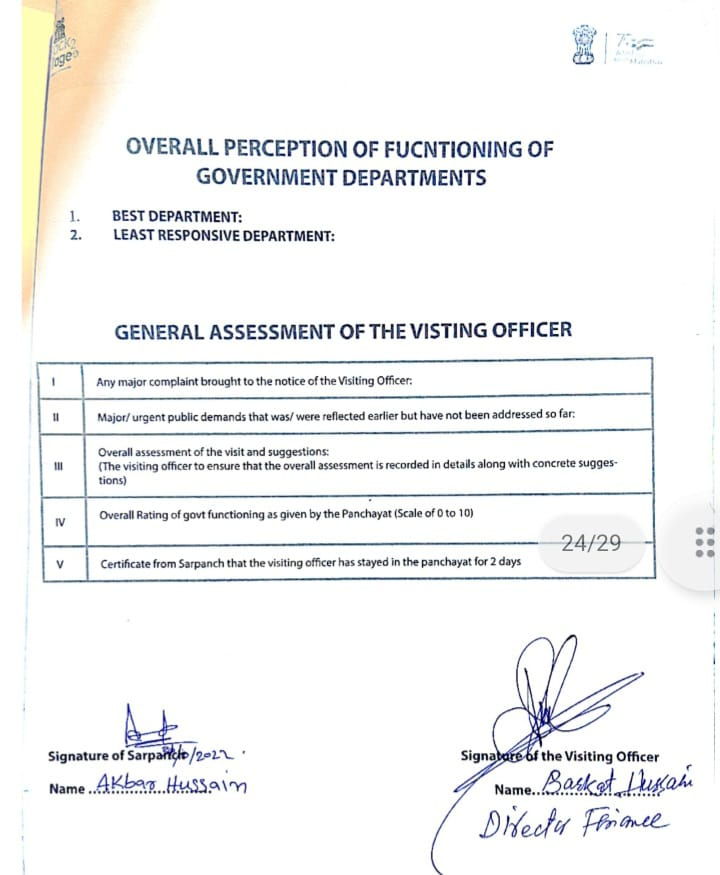 OVERALL PERCEPTION OF FUCNTIONING OF
GOVERNMENT DEPARTMENTS
1. BEST DEPARTMENT:
2. LEAST RESPONSIVE DEPARTMENT:
GENERAL ASSESSMENT OF THE VISTING OFFICER
I Any major complaint brought to the notice of the Visiting Officer:
II Major/ urgent public demands that was/ were reflected earlier but have not been addressed so far:
III Overall assessment of the visit and suggestions:
(The visiting officer to ensure that the overall assessment is recorded in details along with concrete sugges-
tions)
IV Overall Rating of govt functioning as given by the Panchayat (Scale of 0 to 10)
24/29
V Certificate from Sarpanch that the visiting officer has stayed in the panchayat for 2 days
Signature of Sarpanch /2022
Name ..Akbar Hussain
Signature of the Visiting Officer
Name.. Barkat Hussain
Director Finance